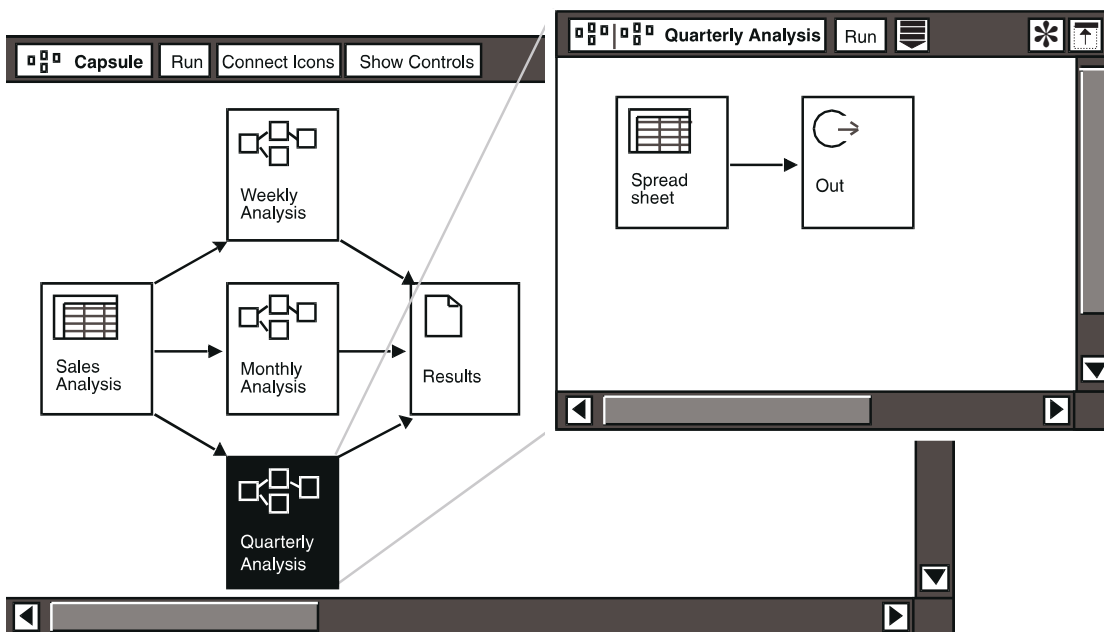 Capsule
Run
Connect Icons
Show Controls
Weekly
Analysis
Sales
Analysis
Monthly
Analysis
Results
Quarterly
Analysis
Quarterly Analysis
Run
Spread
sheet
Out